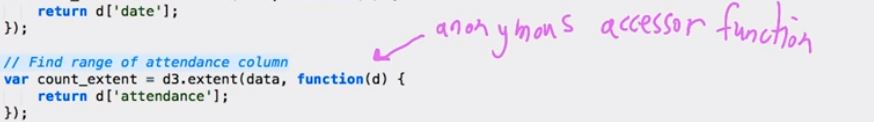 return d['date'];
});
anonymous accessor function
// Find range of attendance column
var count_extent = d3.extent(data, function(d) {
return d['attendance'];
});